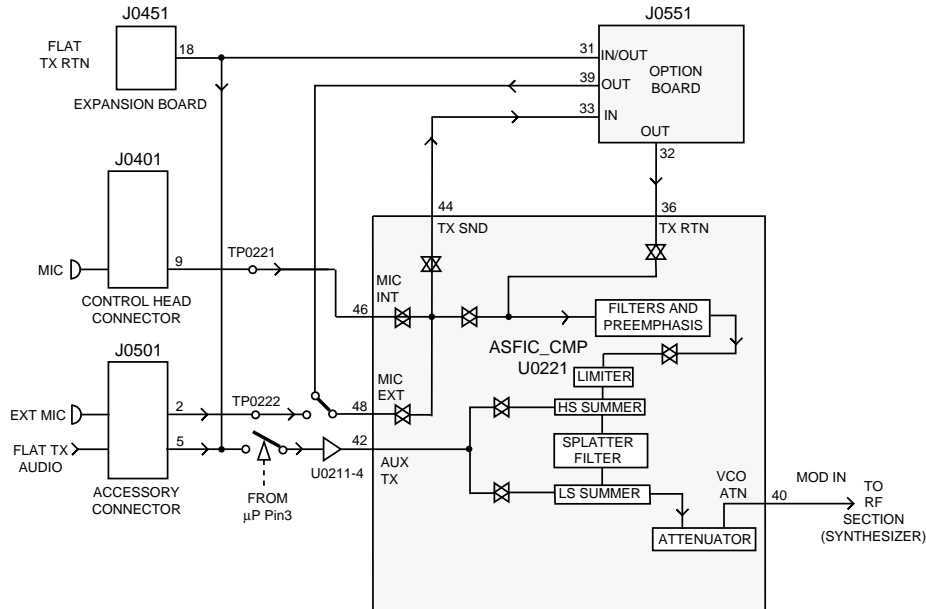 J0451
J0551
FLAT
TX RTN
18
31
IN/OUT
39
OUT
OPTION
BOARD
33
IN
EXPANSION BOARD
OUT
32
J0401
44
36
TX SND
TX RTN
MIC
9
TP0221
MIC
INT
46
CONTROL HEAD
CONNECTOR
FILTERS AND
PREEMPHASIS
ASFIC_CMP
U0221
LIMITER
J0501
MIC
EXT
EXT MIC
2
TP0222
48
HS SUMMER
FLAT TX
AUDIO
5
42
U0211-4
AUX
TX
SPLATTER
FILTER
ACCESSORY
CONNECTOR
FROM
µP Pin3
LS SUMMER
VCO
ATN
40
MOD IN
TO
RF
SECTION
(SYNTHESIZER)
ATTENUATOR